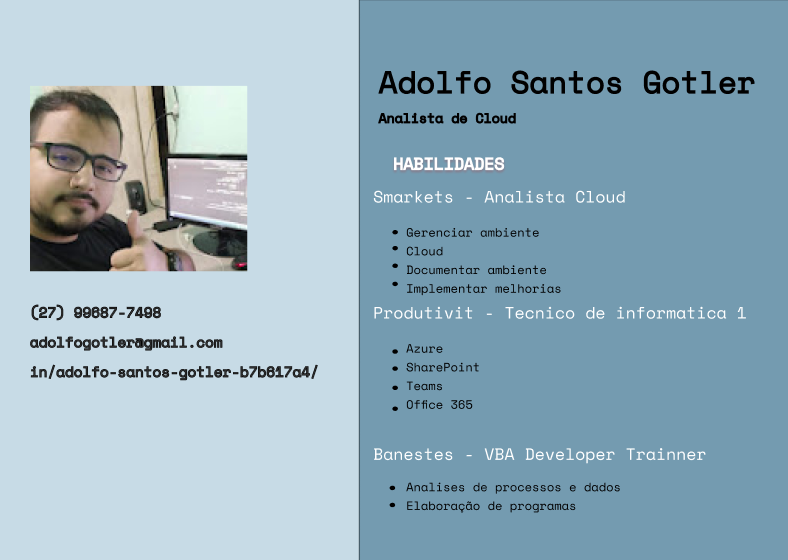 Adolfo Santos Gotler
Analista de Cloud
HABILIDADES
Smarkets - Analista Cloud
Gerenciar ambiente
Cloud
Documentar ambiente
Implementar melhorias
Produtivit - Tecnico de informatica 1
Azure
SharePoint
Teams
Office 365
Banestes - VBA Developer Trainner
Analises de processos e dados
Elaboração de programas
(27) 99687-7498
adolfogotler@gmail.com
in/adolfo-santos-gotler-b7b617a4/